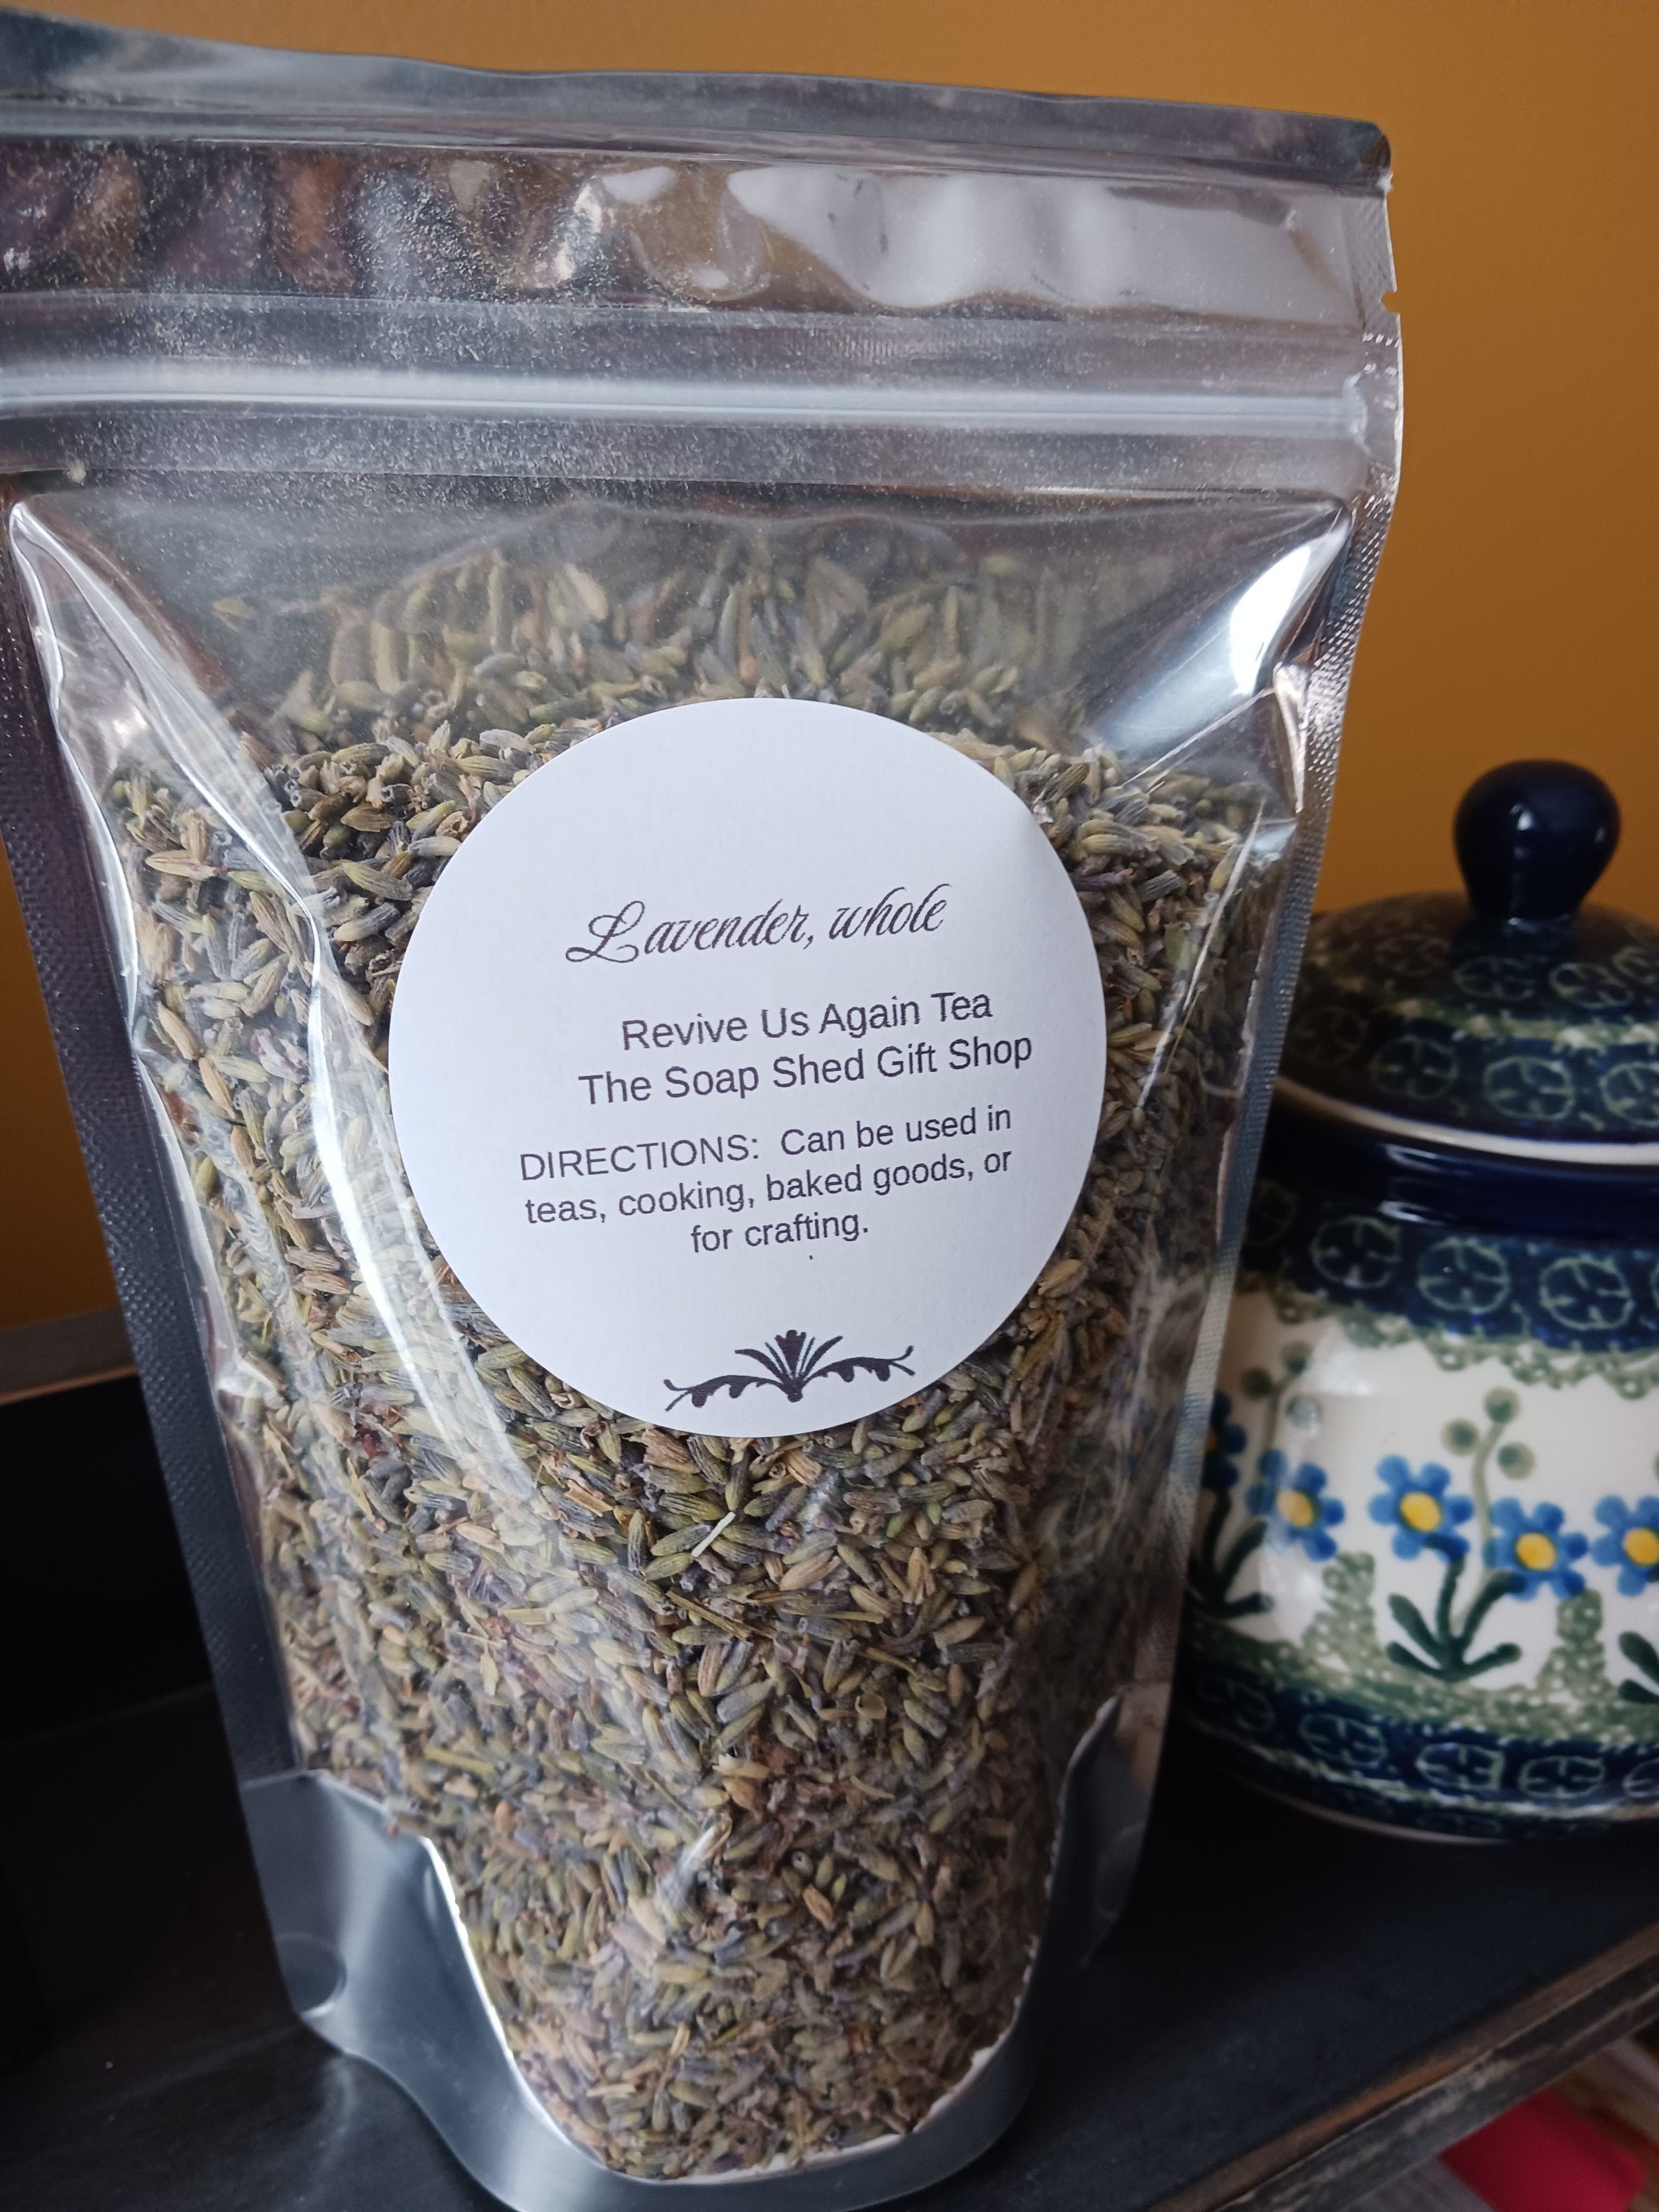 Lavender, whole
Revive Us Again Tea
The Soap Shed Gift Shop
DIRECTIONS: Can be used in
teas, cooking, baked goods, or
for crafting.
.